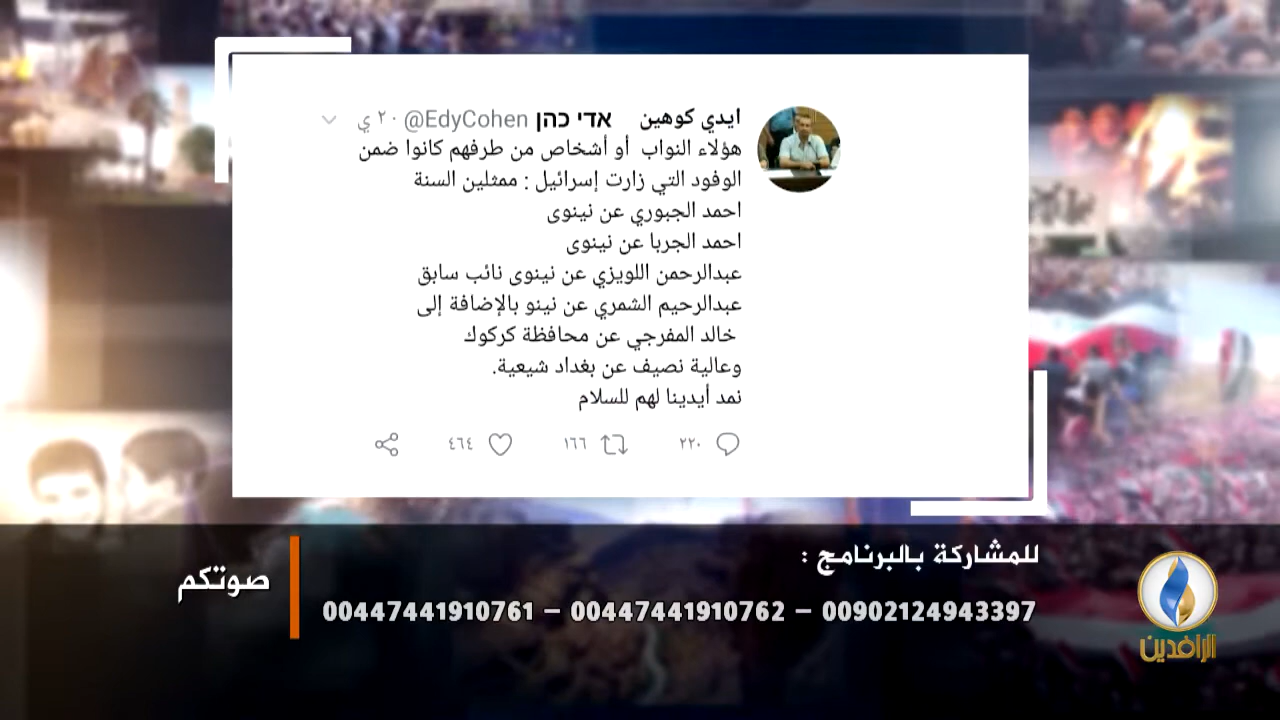 ايدي كوهين אדי כהן @EdyCohen ٢٠ ي
هؤلاء النواب أو أشخاص من طرفهم كانوا ضمن
الوفود التي زارت إسرائيل : ممثلين السنة
احمد الجبوري عن نينوى
احمد الجربا عن نينوى
عبدالرحمن اللويزي عن نينوى نائب سابق
عبدالرحيم الشمري عن نينو بالإضافة إلى
خالد المفرجي عن محافظة كركوك
وعالية نصيف عن بغداد شيعية.
نمد أيدينا لهم للسلام
٢٢٠ ١٦٦ ٤٦٤
للمشاركة بالبرنامج :
00447441910761 – 00447441910762 – 00902124943397
صوتكم
الرافدين